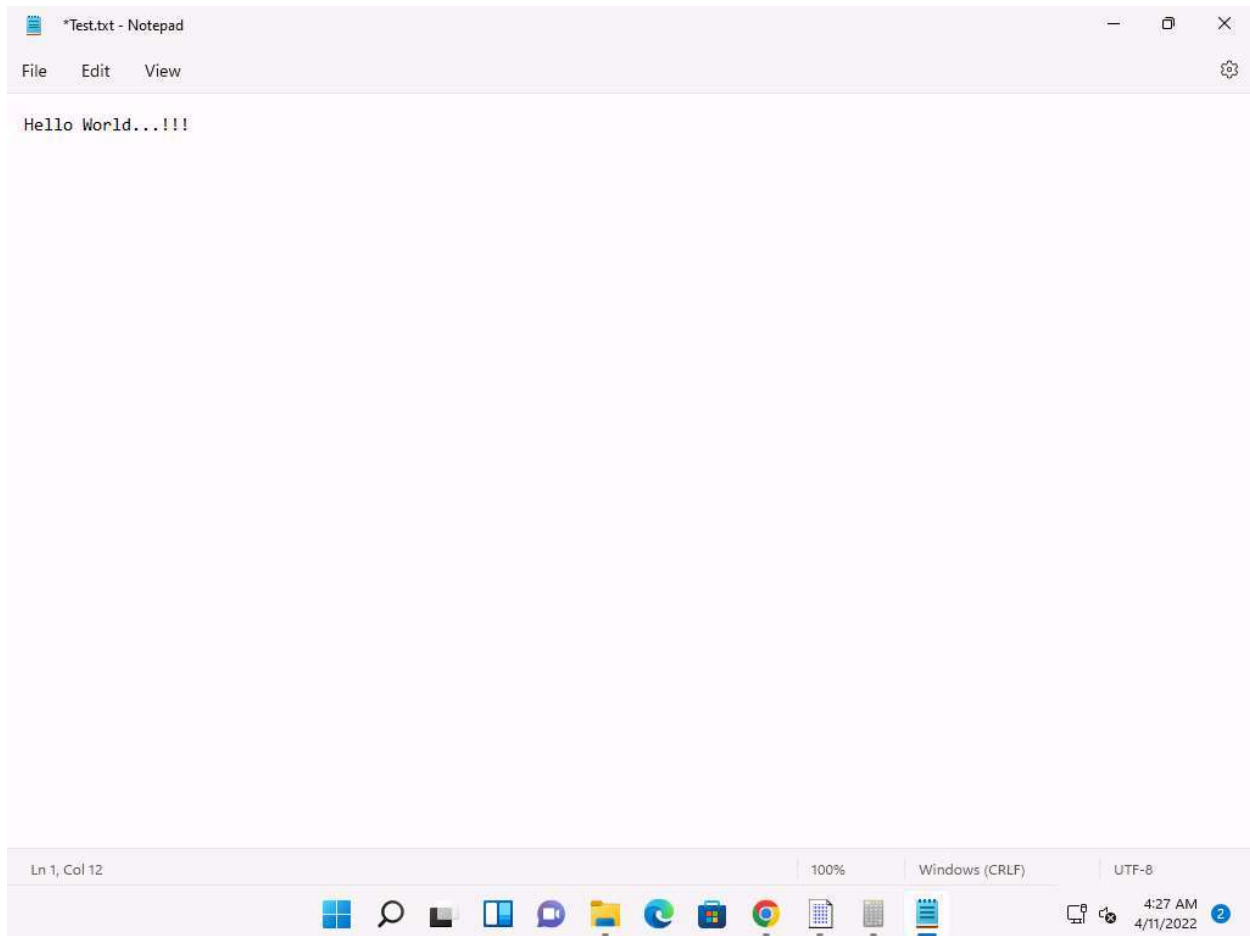 *Test.txt - Notepad
File Edit View
Hello World...!!!
Ln 1, Col 12 100% Windows (CRLF) UTF-8
4:27 AM
4/11/2022 2